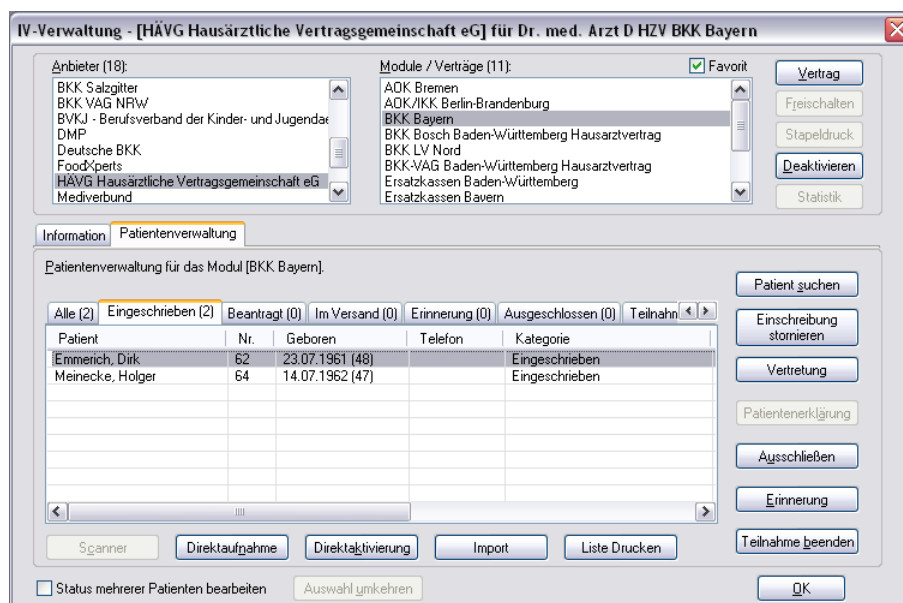 IV-Verwaltung - [HÄVG Hausärztliche Vertragsgemeinschaft eG] für Dr. med. Arzt D HZV BKK Bayern
Anbieter (18):
BKK Salzgitter
BKK VAG NRW
BVKJ - Berufsverband der Kinder- und Jugendae
DMP
Deutsche BKK
FoodXperts
HÄVG Hausärztliche Vertragsgemeinschaft eG
Mediverbund
Module / Verträge (11):
Favorit
AOK Bremen
AOK/IKK Berlin-Brandenburg
BKK Bayern
BKK Bosch Baden-Württemberg Hausarztvertrag
BKK LV Nord
BKK-VAG Baden-Württemberg Hausarztvertrag
Ersatzkassen Baden-Württemberg
Ersatzkassen Bayern
Vertrag
Freischalten
Stapeldruck
Deaktivieren
Statistik
Information Patientenverwaltung
Patientenverwaltung für das Modul [BKK Bayern].
Alle (2) Eingeschrieben (2) Beantragt (0) Im Versand (0) Erinnerung (0) Ausgeschlossen (0) Teilnahm
Patient Nr. Geboren Telefon Kategorie
Emmerich, Dirk 62 23.07.1961 (48) Eingeschrieben
Meinecke, Holger 64 14.07.1962 (47) Eingeschrieben
Patient suchen
Einschreibung
stornieren
Vertretung
Patientenerklärung
Ausschließen
Erinnerung
Teilnahme beenden
Scanner Direktaufnahme Direktaktivierung Import Liste Drucken
Status mehrerer Patienten bearbeiten Auswahl umkehren OK